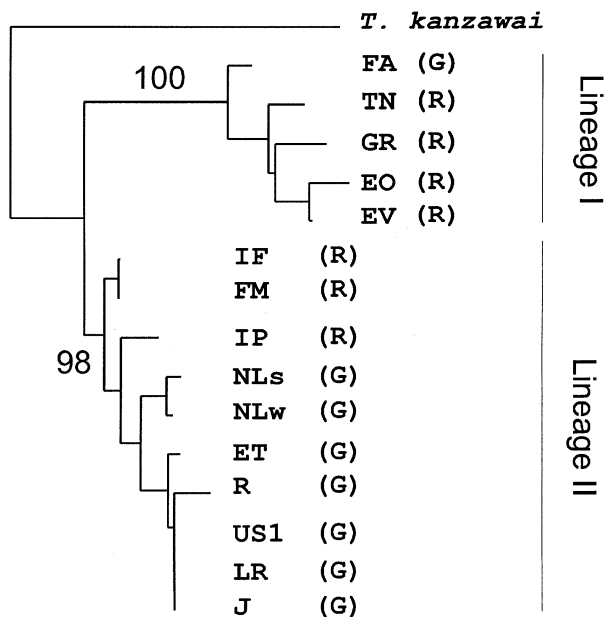 T. kanzawai
FA (G)
100
TN (R)
GR (R)
EO (R)
EV (R)
Lineage I
IF (R)
FM (R)
IP (R)
98
NLs (G)
NLw (G)
ET (G)
R (G)
US1 (G)
LR (G)
J (G)
Lineage II